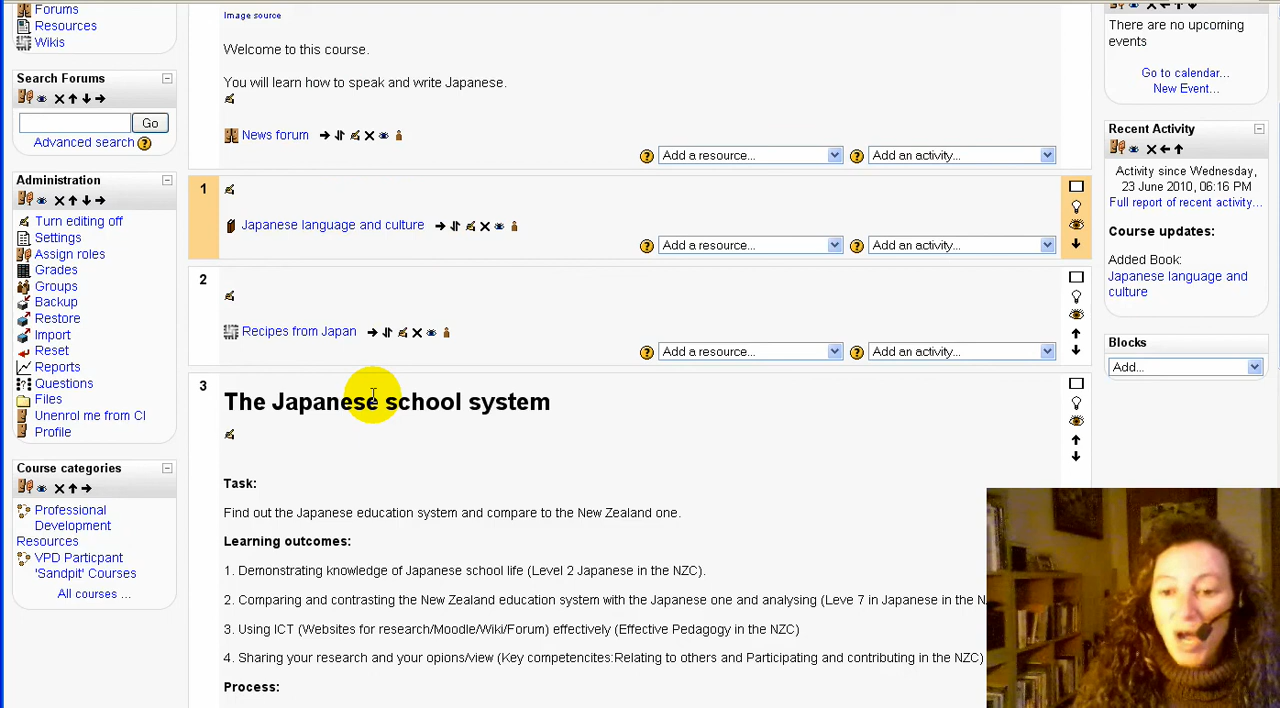 Forums
Resources
Wikis
Search Forums
Go
Advanced search
Administration
Turn editing off
Settings
Assign roles
Grades
Groups
Backup
Restore
Import
Reset
Reports
Questions
Files
Unenrol me from CI
Profile
Course categories
Professional
Development
Resources
VPD Particpant
'Sandpit' Courses
All courses ...
Image source
Welcome to this course.
You will learn how to speak and write Japanese.
News forum
Add a resource... Add an activity...
1
Japanese language and culture
Add a resource... Add an activity...
2
Recipes from Japan
Add a resource... Add an activity...
3
The Japanese school system
Task:
Find out the Japanese education system and compare to the New Zealand one.
Learning outcomes:
1. Demonstrating knowledge of Japanese school life (Level 2 Japanese in the NZC).
2. Comparing and contrasting the New Zealand education system with the Japanese one and analysing (Leve 7 in Japanese in the N
3. Using ICT (Websites for research/Moodle/Wiki/Forum) effectively (Effective Pedagogy in the NZC)
4. Sharing your research and your opions/view (Key competencites:Relating to others and Participating and contributing in the NZC)
Process:
There are no upcoming
events
Go to calendar...
New Event...
Recent Activity
Activity since Wednesday,
23 June 2010, 06:16 PM
Full report of recent activity...
Course updates:
Added Book:
Japanese language and
culture
Blocks
Add...